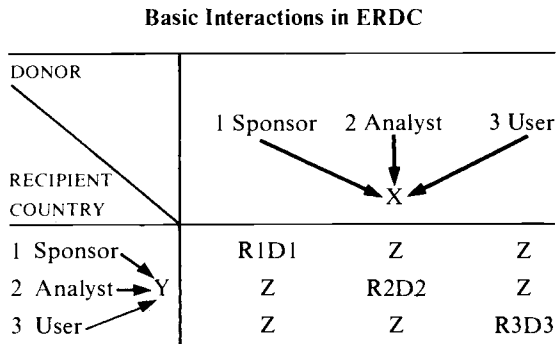 Basic Interactions in ERDC
DONOR
1 Sponsor 2 Analyst 3 User
X
RECIPIENT
COUNTRY
1 Sponsor R1D1 Z Z
2 Analyst Y Z R2D2 Z
3 User Z Z R3D3